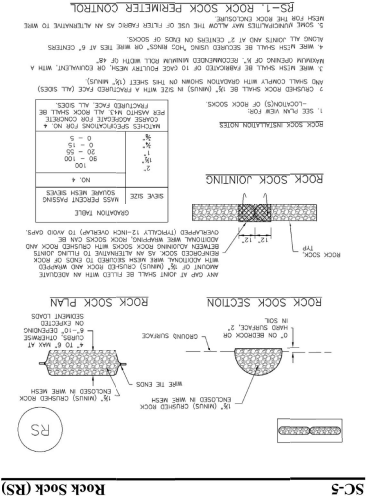 SC-5 Rock Sock (RS)
RS
1½" (MINUS) CRUSHED ROCK
ENCLOSED IN WIRE MESH
1½" (MINUS) CRUSHED ROCK
ENCLOSED IN WIRE MESH
WIRE TIES
GROUND SURFACE
4" TO 6" MAX AT
CURBS, OTHERWISE
6"-10" DEPENDING
ON EXPECTED
SEDIMENT LOADS
0" ON BEDROCK OR
HARD SURFACE, 2"
IN SOIL
ROCK SOCK SECTION
ROCK SOCK PLAN
ANY GAP AT JOINT SHALL BE FILLED WITH AN ADEQUATE
AMOUNT OF 1½" (MINUS) CRUSHED ROCK AND WRAPPED
WITH ADDITIONAL WIRE MESH SECURED TO ENDS OF ROCK
REINFORCED SOCK. AS AN ALTERNATIVE TO FILLING JOINTS
BETWEEN ADJOINING ROCK SOCKS WITH CRUSHED ROCK AND
ADDITIONAL WIRE WRAPPING, ROCK SOCKS CAN BE
OVERLAPPED (TYPICALLY 12-INCH OVERLAP) TO AVOID GAPS.
ROCK SOCK,
TYP
12" 12"
ROCK SOCK JOINTING
GRADATION TABLE
SIEVE SIZE
MASS PERCENT PASSING
SQUARE MESH SIEVES
NO. 4
2" 100
1½" 90 - 100
1" 20 - 55
¾" 0 - 15
⅜" 0 - 5
MATCHES SPECIFICATIONS FOR NO. 4
COARSE AGGREGATE FOR CONCRETE
PER AASHTO M43. ALL ROCK SHALL BE
FRACTURED FACE, ALL SIDES.
ROCK SOCK INSTALLATION NOTES
1. SEE PLAN VIEW FOR:
-LOCATION(S) OF ROCK SOCKS.
2. CRUSHED ROCK SHALL BE 1½" (MINUS) IN SIZE WITH A FRACTURED FACE (ALL SIDES)
AND SHALL COMPLY WITH GRADATION SHOWN ON THIS SHEET (1½" MINUS).
3. WIRE MESH SHALL BE FABRICATED OF 10 GAGE POULTRY MESH, OR EQUIVALENT, WITH A
MAXIMUM OPENING OF ½", RECOMMENDED MINIMUM ROLL WIDTH OF 48"
4. WIRE MESH SHALL BE SECURED USING "HOG RINGS" OR WIRE TIES AT 6" CENTERS
ALONG ALL JOINTS AND AT 2" CENTERS ON ENDS OF SOCKS.
5. SOME MUNICIPALITIES MAY ALLOW THE USE OF FILTER FABRIC AS AN ALTERNATIVE TO WIRE
MESH FOR THE ROCK ENCLOSURE.
RS-1. ROCK SOCK PERIMETER CONTROL